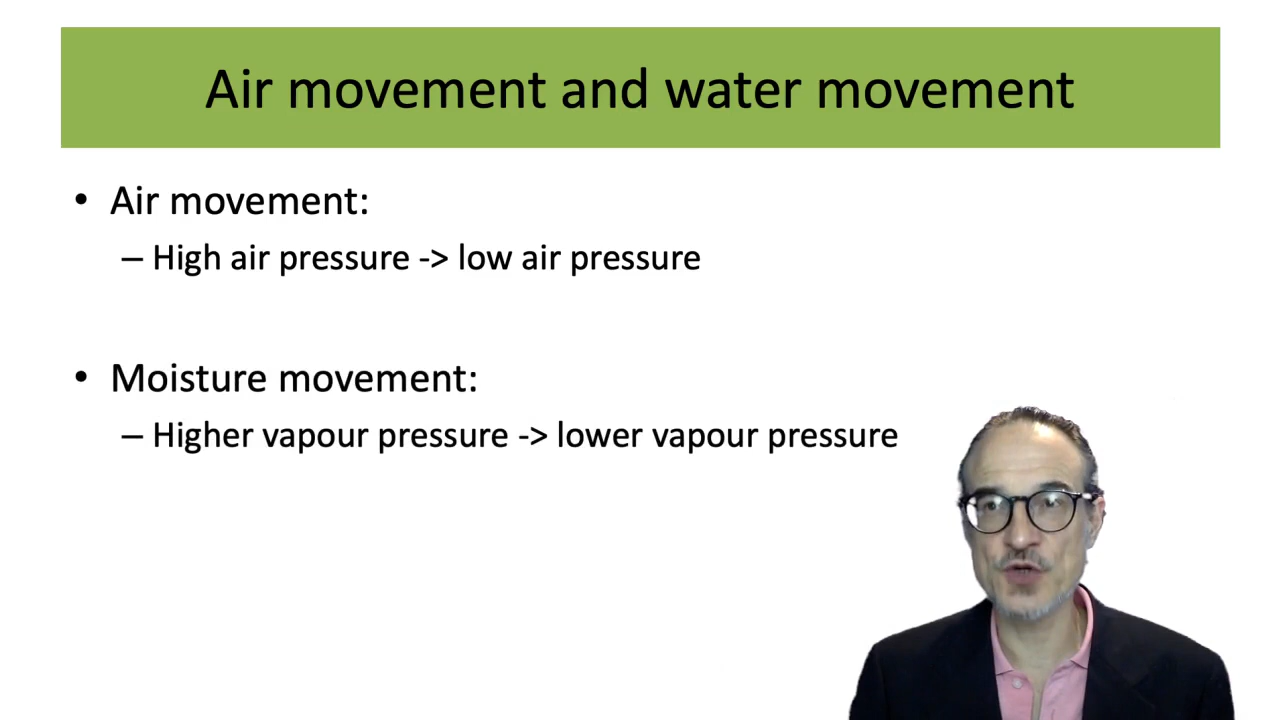 Air movement and water movement
• Air movement:
– High air pressure -> low air pressure
• Moisture movement:
– Higher vapour pressure -> lower vapour pressure